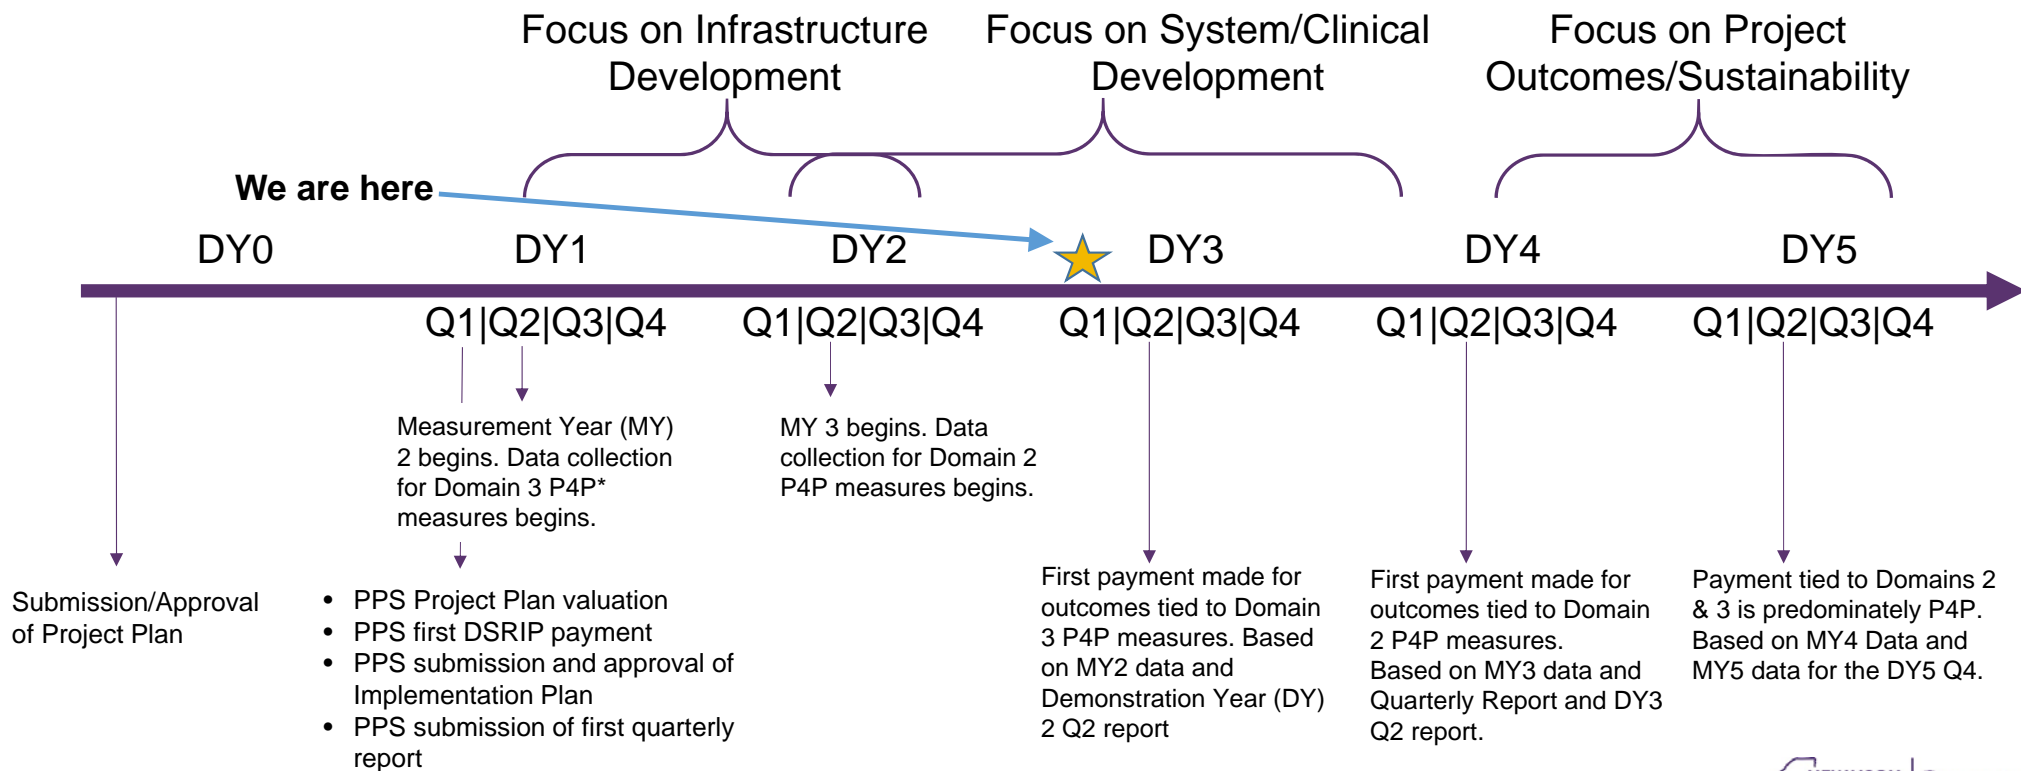 Focus on Infrastructure
Development
Focus on System/Clinical
Development
Focus on Project
Outcomes/Sustainability
We are here
DY0
DY1
DY2
DY3
DY4
DY5
Q1|Q2|Q3|Q4
Q1|Q2|Q3|Q4
Q1|Q2|Q3|Q4
Q1|Q2|Q3|Q4
Q1|Q2|Q3|Q4
Measurement Year (MY)
2 begins. Data collection
for Domain 3 P4P*
measures begins.
MY 3 begins. Data
collection for Domain 2
P4P measures begins.
Submission/Approval
of Project Plan
• PPS Project Plan valuation
• PPS first DSRIP payment
• PPS submission and approval of
Implementation Plan
• PPS submission of first quarterly
report
First payment made for
outcomes tied to Domain
3 P4P measures. Based
on MY2 data and
Demonstration Year (DY)
2 Q2 report
First payment made for
outcomes tied to Domain
2 P4P measures.
Based on MY3 data and
Quarterly Report and DY3
Q2 report.
Payment tied to Domains 2
& 3 is predominately P4P.
Based on MY4 Data and
MY5 data for the DY5 Q4.